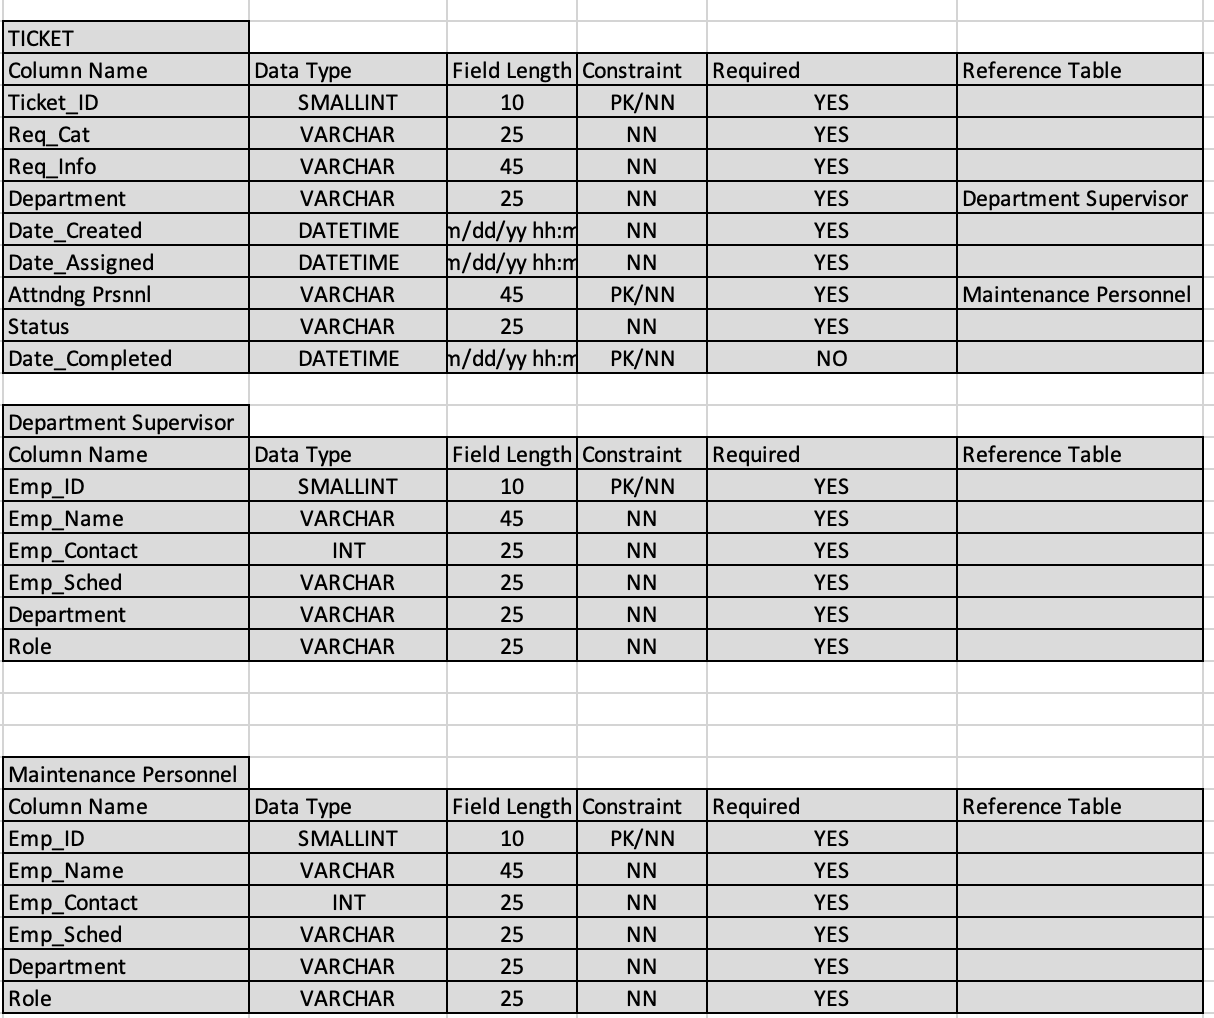 TICKET
Column Name Data Type Field Length Constraint Required Reference Table
Ticket_ID SMALLINT 10 PK/NN YES
Req_Cat VARCHAR 25 NN YES
Req_Info VARCHAR 45 NN YES
Department VARCHAR 25 NN YES Department Supervisor
Date_Created DATETIME m/dd/yy hh:m NN YES
Date_Assigned DATETIME m/dd/yy hh:m NN YES
Attndng Prsnnl VARCHAR 45 PK/NN YES Maintenance Personnel
Status VARCHAR 25 NN YES
Date_Completed DATETIME m/dd/yy hh:m PK/NN NO
Department Supervisor
Column Name Data Type Field Length Constraint Required Reference Table
Emp_ID SMALLINT 10 PK/NN YES
Emp_Name VARCHAR 45 NN YES
Emp_Contact INT 25 NN YES
Emp_Sched VARCHAR 25 NN YES
Department VARCHAR 25 NN YES
Role VARCHAR 25 NN YES
Maintenance Personnel
Column Name Data Type Field Length Constraint Required Reference Table
Emp_ID SMALLINT 10 PK/NN YES
Emp_Name VARCHAR 45 NN YES
Emp_Contact INT 25 NN YES
Emp_Sched VARCHAR 25 NN YES
Department VARCHAR 25 NN YES
Role VARCHAR 25 NN YES